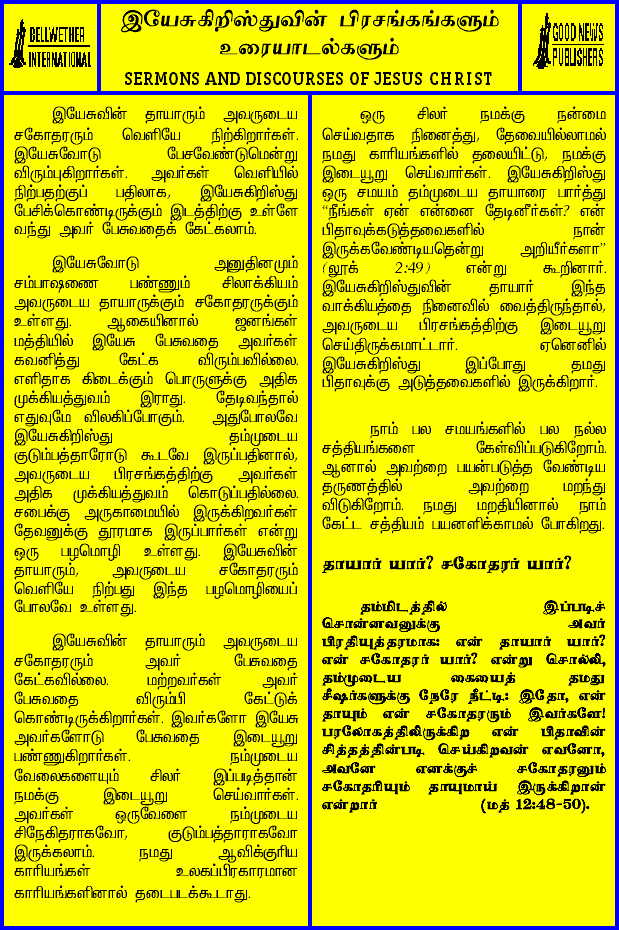 BELLWETHER
INTERNATIONAL
இயேசுகிறிஸ்துவின் பிரசங்கங்களும்
உரையாடல்களும்
SERMONS AND DISCOURSES OF JESUS CHRIST
GOOD NEWS
PUBLISHERS
இயேசுவின் தாயாரும் அவருடைய
சகோதரரும் வெளியே நிற்கிறார்கள்.
இயேசுவோடு பேசவேண்டுமென்று
விரும்புகிறார்கள். அவர்கள் வெளியில்
நிற்பதற்குப் பதிலாக, இயேசுகிறிஸ்து
பேசிக்கொண்டிருக்கும் இடத்திற்கு உள்ளே
வந்து அவர் பேசுவதைக் கேட்கலாம்.
இயேசுவோடு அனுதினமும்
சம்பாஷணை பண்ணும் சிலாக்கியம்
அவருடைய தாயாருக்கும் சகோதரருக்கும்
உள்ளது. ஆகையினால் ஜனங்கள்
மத்தியில் இயேசு பேசுவதை அவர்கள்
கவனித்து கேட்க விரும்பவில்லை.
எளிதாக கிடைக்கும் பொருளுக்கு அதிக
முக்கியத்துவம் இராது. தேடிவந்தால்
எதுவுமே விலகிப்போகும். அதுபோலவே
இயேசுகிறிஸ்து தம்முடைய
குடும்பத்தாரோடு கூடவே இருப்பதினால்,
அவருடைய பிரசங்கத்திற்கு அவர்கள்
அதிக முக்கியத்துவம் கொடுப்பதில்லை.
சபைக்கு அருகாமையில் இருக்கிறவர்கள்
தேவனுக்கு தூரமாக இருப்பார்கள் என்று
ஒரு பழமொழி உள்ளது. இயேசுவின்
தாயாரும், அவருடைய சகோதரரும்
வெளியே நிற்பது இந்த பழமொழியைப்
போலவே உள்ளது.
இயேசுவின் தாயாரும் அவருடைய
சகோதரரும் அவர் பேசுவதை
கேட்கவில்லை. மற்றவர்கள் அவர்
பேசுவதை விரும்பி கேட்டுக்
கொண்டிருக்கிறார்கள். இவர்களோ இயேசு
அவர்களோடு பேசுவதை இடையூறு
பண்ணுகிறார்கள். நம்முடைய
வேலைகளையும் சிலர் இப்படித்தான்
நமக்கு இடையூறு செய்வார்கள்.
அவர்கள் ஒருவேளை நம்முடைய
சிநேகிதராகவோ, குடும்பத்தாராகவோ
இருக்கலாம். நமது ஆவிக்குரிய
காரியங்கள் உலகப்பிரகாரமான
காரியங்களினால் தடைபடக்கூடாது.
ஒரு சிலர் நமக்கு நன்மை
செய்வதாக நினைத்து, தேவையில்லாமல்
நமது காரியங்களில் தலையிட்டு, நமக்கு
இடையூறு செய்வார்கள். இயேசுகிறிஸ்து
ஒரு சமயம் தம்முடைய தாயாரை பார்த்து
“நீங்கள் ஏன் என்னை தேடினீர்கள்? என்
பிதாவுக்கடுத்தவைகளில் நான்
இருக்கவேண்டியதென்று அறியீர்களா”
(லூக் 2:49) என்று கூறினார்.
இயேசுகிறிஸ்துவின் தாயார் இந்த
வாக்கியத்தை நினைவில் வைத்திருந்தால்,
அவருடைய பிரசங்கத்திற்கு இடையூறு
செய்திருக்கமாட்டார். ஏனெனில்
இயேசுகிறிஸ்து இப்போது தமது
பிதாவுக்கு அடுத்தவைகளில் இருக்கிறார்.
நாம் பல சமயங்களில் பல நல்ல
சத்தியங்களை கேள்விப்படுகிறோம்.
ஆனால் அவற்றை பயன்படுத்த வேண்டிய
தருணத்தில் அவற்றை மறந்து
விடுகிறோம். நமது மறதியினால் நாம்
கேட்ட சத்தியம் பயனளிக்காமல் போகிறது.
தாயார் யார்? சகோதரர் யார்?
தம்மிடத்தில் இப்படிச்
சொன்னவனுக்கு அவர்
பிரதியுத்தரமாக: என் தாயார் யார்?
என் சகோதரர் யார்? என்று சொல்லி,
தம்முடைய கையைத் தமது
சீஷர்களுக்கு நேரே நீட்டி: இதோ, என்
தாயும் என் சகோதரரும் இவர்களே!
பரலோகத்திலிருக்கிற என் பிதாவின்
சித்தத்தின்படி செய்கிறவன் எவனோ,
அவனே எனக்குச் சகோதரனும்
சகோதரியும் தாயுமாய் இருக்கிறான்
என்றார் (மத் 12:48-50).